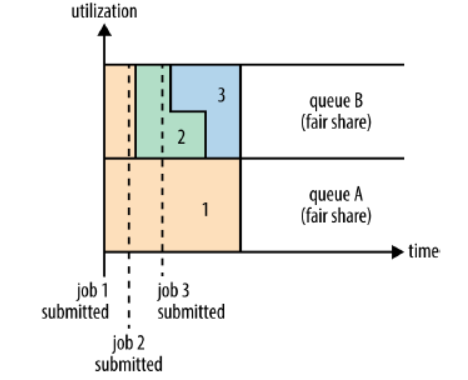 utilization
3
queue B
(fair share)
2
1
queue A
(fair share)
time
job 1
submitted
job 3
submitted
job 2
submitted